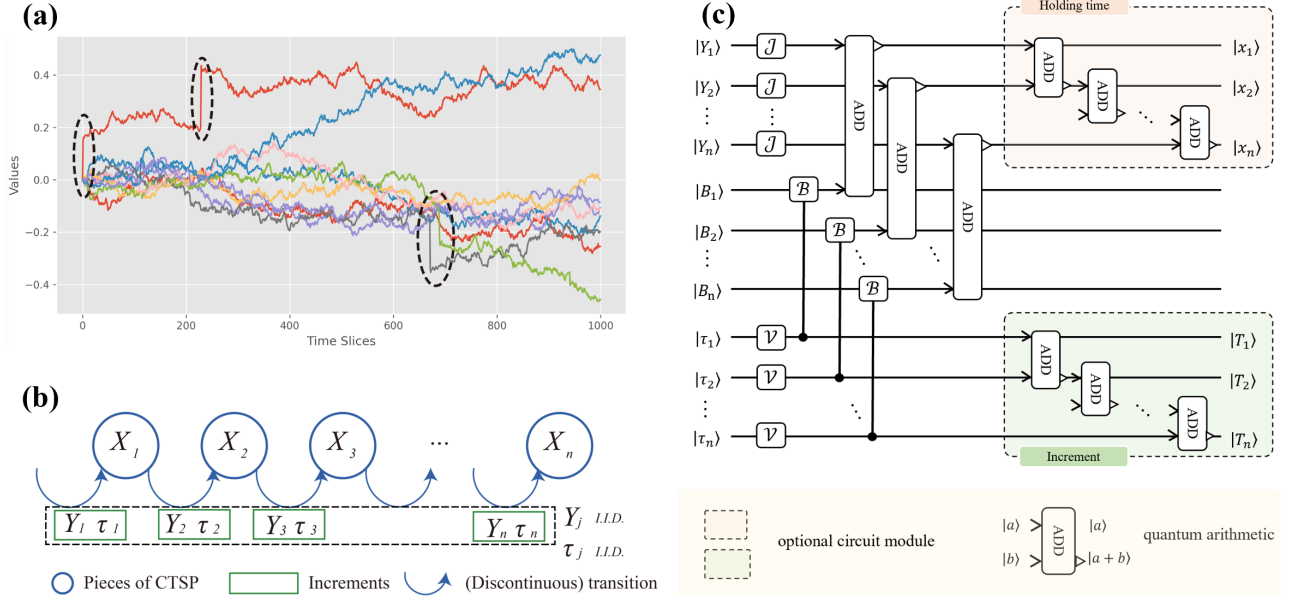 (a)
0.4
0.2
0.0
−0.2
−0.4
Values
0 200 400 600 800 1000
Time Slices
(b)
X₁ X₂ X₃ ... Xₙ
Y₁ τ₁ Y₂ τ₂ Y₃ τ₃ Yₙ τₙ
Yⱼ I.I.D.
τⱼ I.I.D.
Pieces of CTSP Increments (Discontinuous) transition
(c)
Holding time
|Y₁⟩ 𝒥 ADD ADD |x₁⟩
|Y₂⟩ 𝒥 ADD ADD |x₂⟩
⋮ ⋮ ⋱ ⋮
|Yₙ⟩ 𝒥 ADD ADD |xₙ⟩
|B₁⟩ ℬ
|B₂⟩ ℬ
⋮ ⋱ ⋱
|Bₙ⟩ ℬ
|τ₁⟩ 𝒱 ADD |T₁⟩
|τ₂⟩ 𝒱 ADD |T₂⟩
⋮ ⋮ ⋱ ⋱ ⋮
|τₙ⟩ 𝒱 ADD |Tₙ⟩
Increment
optional circuit module
|a⟩ ADD |a⟩
|b⟩ |a + b⟩
quantum arithmetic